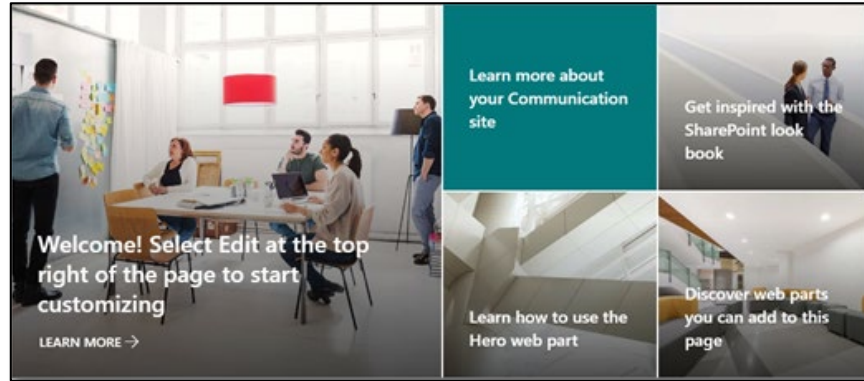 Welcome! Select Edit at the top
right of the page to start
customizing
LEARN MORE →
Learn more about
your Communication
site
Get inspired with the
SharePoint look
book
Learn how to use the
Hero web part
Discover web parts
you can add to this
page